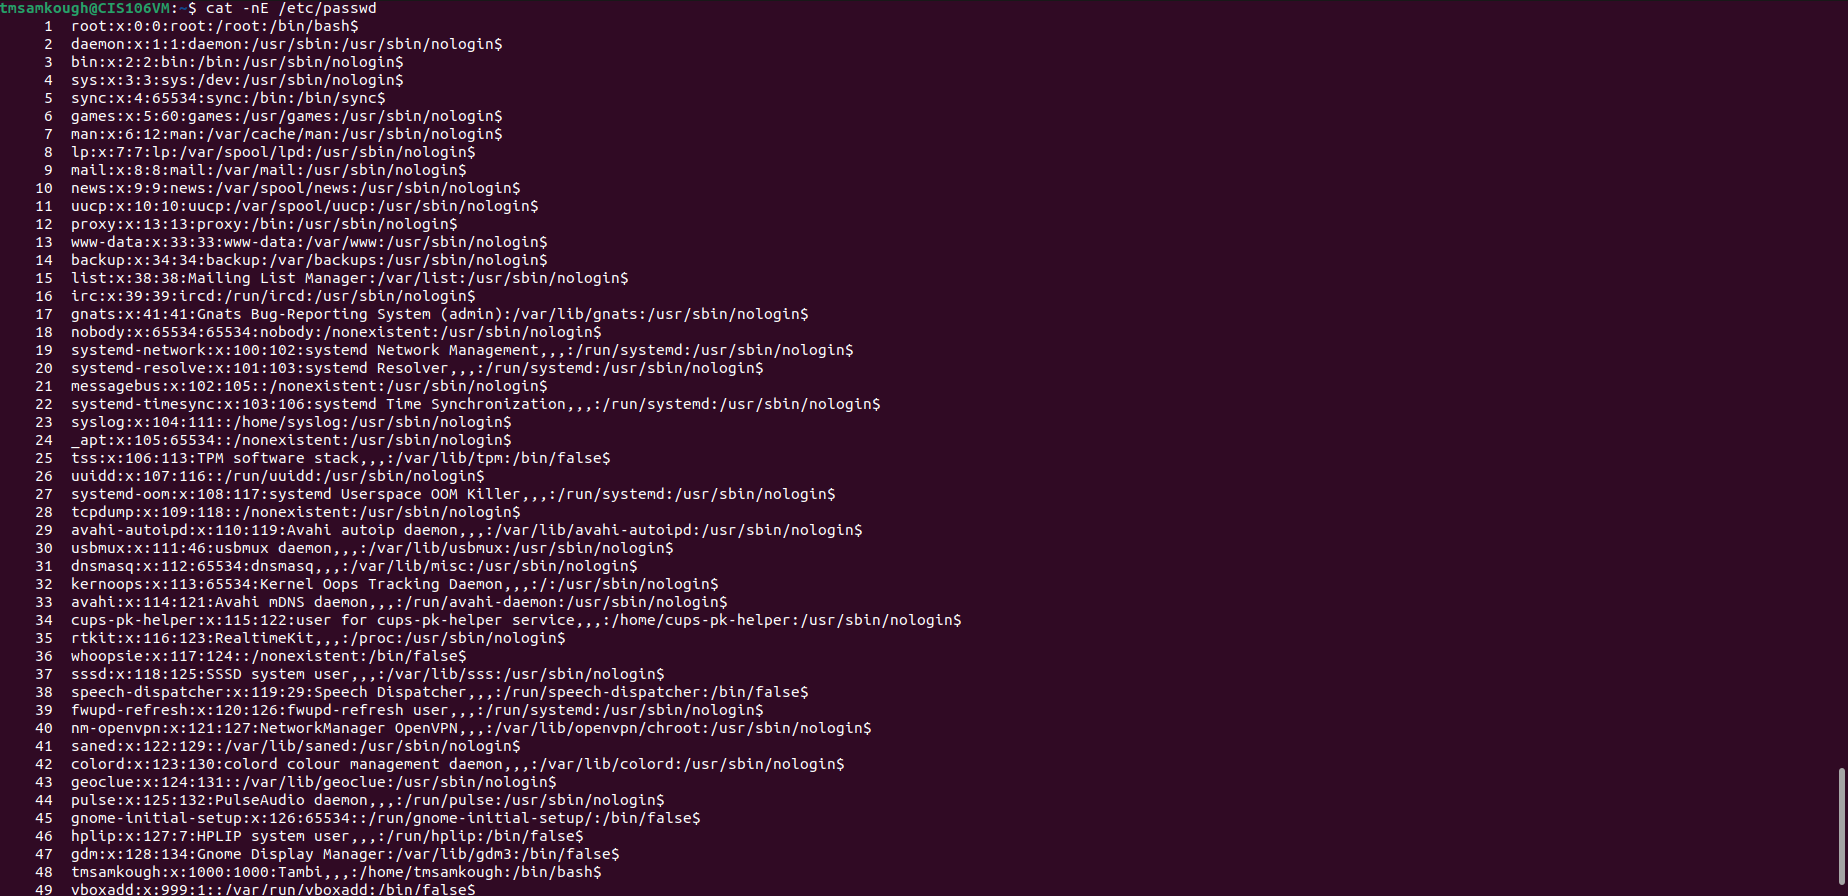 tmsamkough@CIS106VM:~$ cat -nE /etc/passwd
     1  root:x:0:0:root:/root:/bin/bash$
     2  daemon:x:1:1:daemon:/usr/sbin:/usr/sbin/nologin$
     3  bin:x:2:2:bin:/bin:/usr/sbin/nologin$
     4  sys:x:3:3:sys:/dev:/usr/sbin/nologin$
     5  sync:x:4:65534:sync:/bin:/bin/sync$
     6  games:x:5:60:games:/usr/games:/usr/sbin/nologin$
     7  man:x:6:12:man:/var/cache/man:/usr/sbin/nologin$
     8  lp:x:7:7:lp:/var/spool/lpd:/usr/sbin/nologin$
     9  mail:x:8:8:mail:/var/mail:/usr/sbin/nologin$
    10  news:x:9:9:news:/var/spool/news:/usr/sbin/nologin$
    11  uucp:x:10:10:uucp:/var/spool/uucp:/usr/sbin/nologin$
    12  proxy:x:13:13:proxy:/bin:/usr/sbin/nologin$
    13  www-data:x:33:33:www-data:/var/www:/usr/sbin/nologin$
    14  backup:x:34:34:backup:/var/backups:/usr/sbin/nologin$
    15  list:x:38:38:Mailing List Manager:/var/list:/usr/sbin/nologin$
    16  irc:x:39:39:ircd:/run/ircd:/usr/sbin/nologin$
    17  gnats:x:41:41:Gnats Bug-Reporting System (admin):/var/lib/gnats:/usr/sbin/nologin$
    18  nobody:x:65534:65534:nobody:/nonexistent:/usr/sbin/nologin$
    19  systemd-network:x:100:102:systemd Network Management,,,:/run/systemd:/usr/sbin/nologin$
    20  systemd-resolve:x:101:103:systemd Resolver,,,:/run/systemd:/usr/sbin/nologin$
    21  messagebus:x:102:105::/nonexistent:/usr/sbin/nologin$
    22  systemd-timesync:x:103:106:systemd Time Synchronization,,,:/run/systemd:/usr/sbin/nologin$
    23  syslog:x:104:111::/home/syslog:/usr/sbin/nologin$
    24  _apt:x:105:65534::/nonexistent:/usr/sbin/nologin$
    25  tss:x:106:113:TPM software stack,,,:/var/lib/tpm:/bin/false$
    26  uuidd:x:107:116::/run/uuidd:/usr/sbin/nologin$
    27  systemd-oom:x:108:117:systemd Userspace OOM Killer,,,:/run/systemd:/usr/sbin/nologin$
    28  tcpdump:x:109:118::/nonexistent:/usr/sbin/nologin$
    29  avahi-autoipd:x:110:119:Avahi autoip daemon,,,:/var/lib/avahi-autoipd:/usr/sbin/nologin$
    30  usbmux:x:111:46:usbmux daemon,,,:/var/lib/usbmux:/usr/sbin/nologin$
    31  dnsmasq:x:112:65534:dnsmasq,,,:/var/lib/misc:/usr/sbin/nologin$
    32  kernoops:x:113:65534:Kernel Oops Tracking Daemon,,,:/:/usr/sbin/nologin$
    33  avahi:x:114:121:Avahi mDNS daemon,,,:/run/avahi-daemon:/usr/sbin/nologin$
    34  cups-pk-helper:x:115:122:user for cups-pk-helper service,,,:/home/cups-pk-helper:/usr/sbin/nologin$
    35  rtkit:x:116:123:RealtimeKit,,,:/proc:/usr/sbin/nologin$
    36  whoopsie:x:117:124::/nonexistent:/bin/false$
    37  sssd:x:118:125:SSSD system user,,,:/var/lib/sss:/usr/sbin/nologin$
    38  speech-dispatcher:x:119:29:Speech Dispatcher,,,:/run/speech-dispatcher:/bin/false$
    39  fwupd-refresh:x:120:126:fwupd-refresh user,,,:/run/systemd:/usr/sbin/nologin$
    40  nm-openvpn:x:121:127:NetworkManager OpenVPN,,,:/var/lib/openvpn/chroot:/usr/sbin/nologin$
    41  saned:x:122:129::/var/lib/saned:/usr/sbin/nologin$
    42  colord:x:123:130:colord colour management daemon,,,:/var/lib/colord:/usr/sbin/nologin$
    43  geoclue:x:124:131::/var/lib/geoclue:/usr/sbin/nologin$
    44  pulse:x:125:132:PulseAudio daemon,,,:/run/pulse:/usr/sbin/nologin$
    45  gnome-initial-setup:x:126:65534::/run/gnome-initial-setup/:/bin/false$
    46  hplip:x:127:7:HPLIP system user,,,:/run/hplip:/bin/false$
    47  gdm:x:128:134:Gnome Display Manager:/var/lib/gdm3:/bin/false$
    48  tmsamkough:x:1000:1000:Tambi,,,:/home/tmsamkough:/bin/bash$
    49  vboxadd:x:999:1::/var/run/vboxadd:/bin/false$